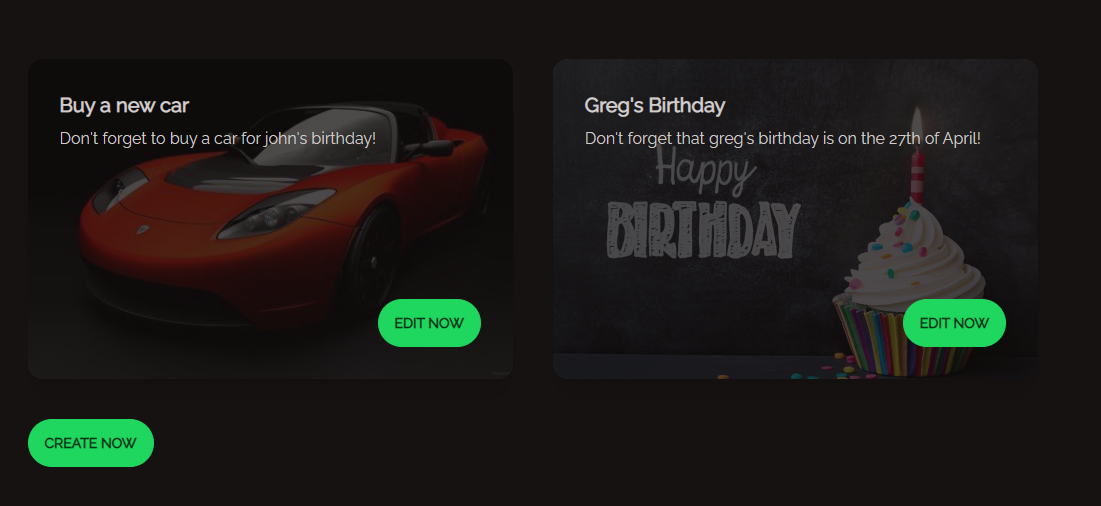 Buy a new car
Don't forget to buy a car for john's birthday!
EDIT NOW
Greg's Birthday
Don't forget that greg's birthday is on the 27th of April!
Happy
BIRTHDAY
EDIT NOW
CREATE NOW